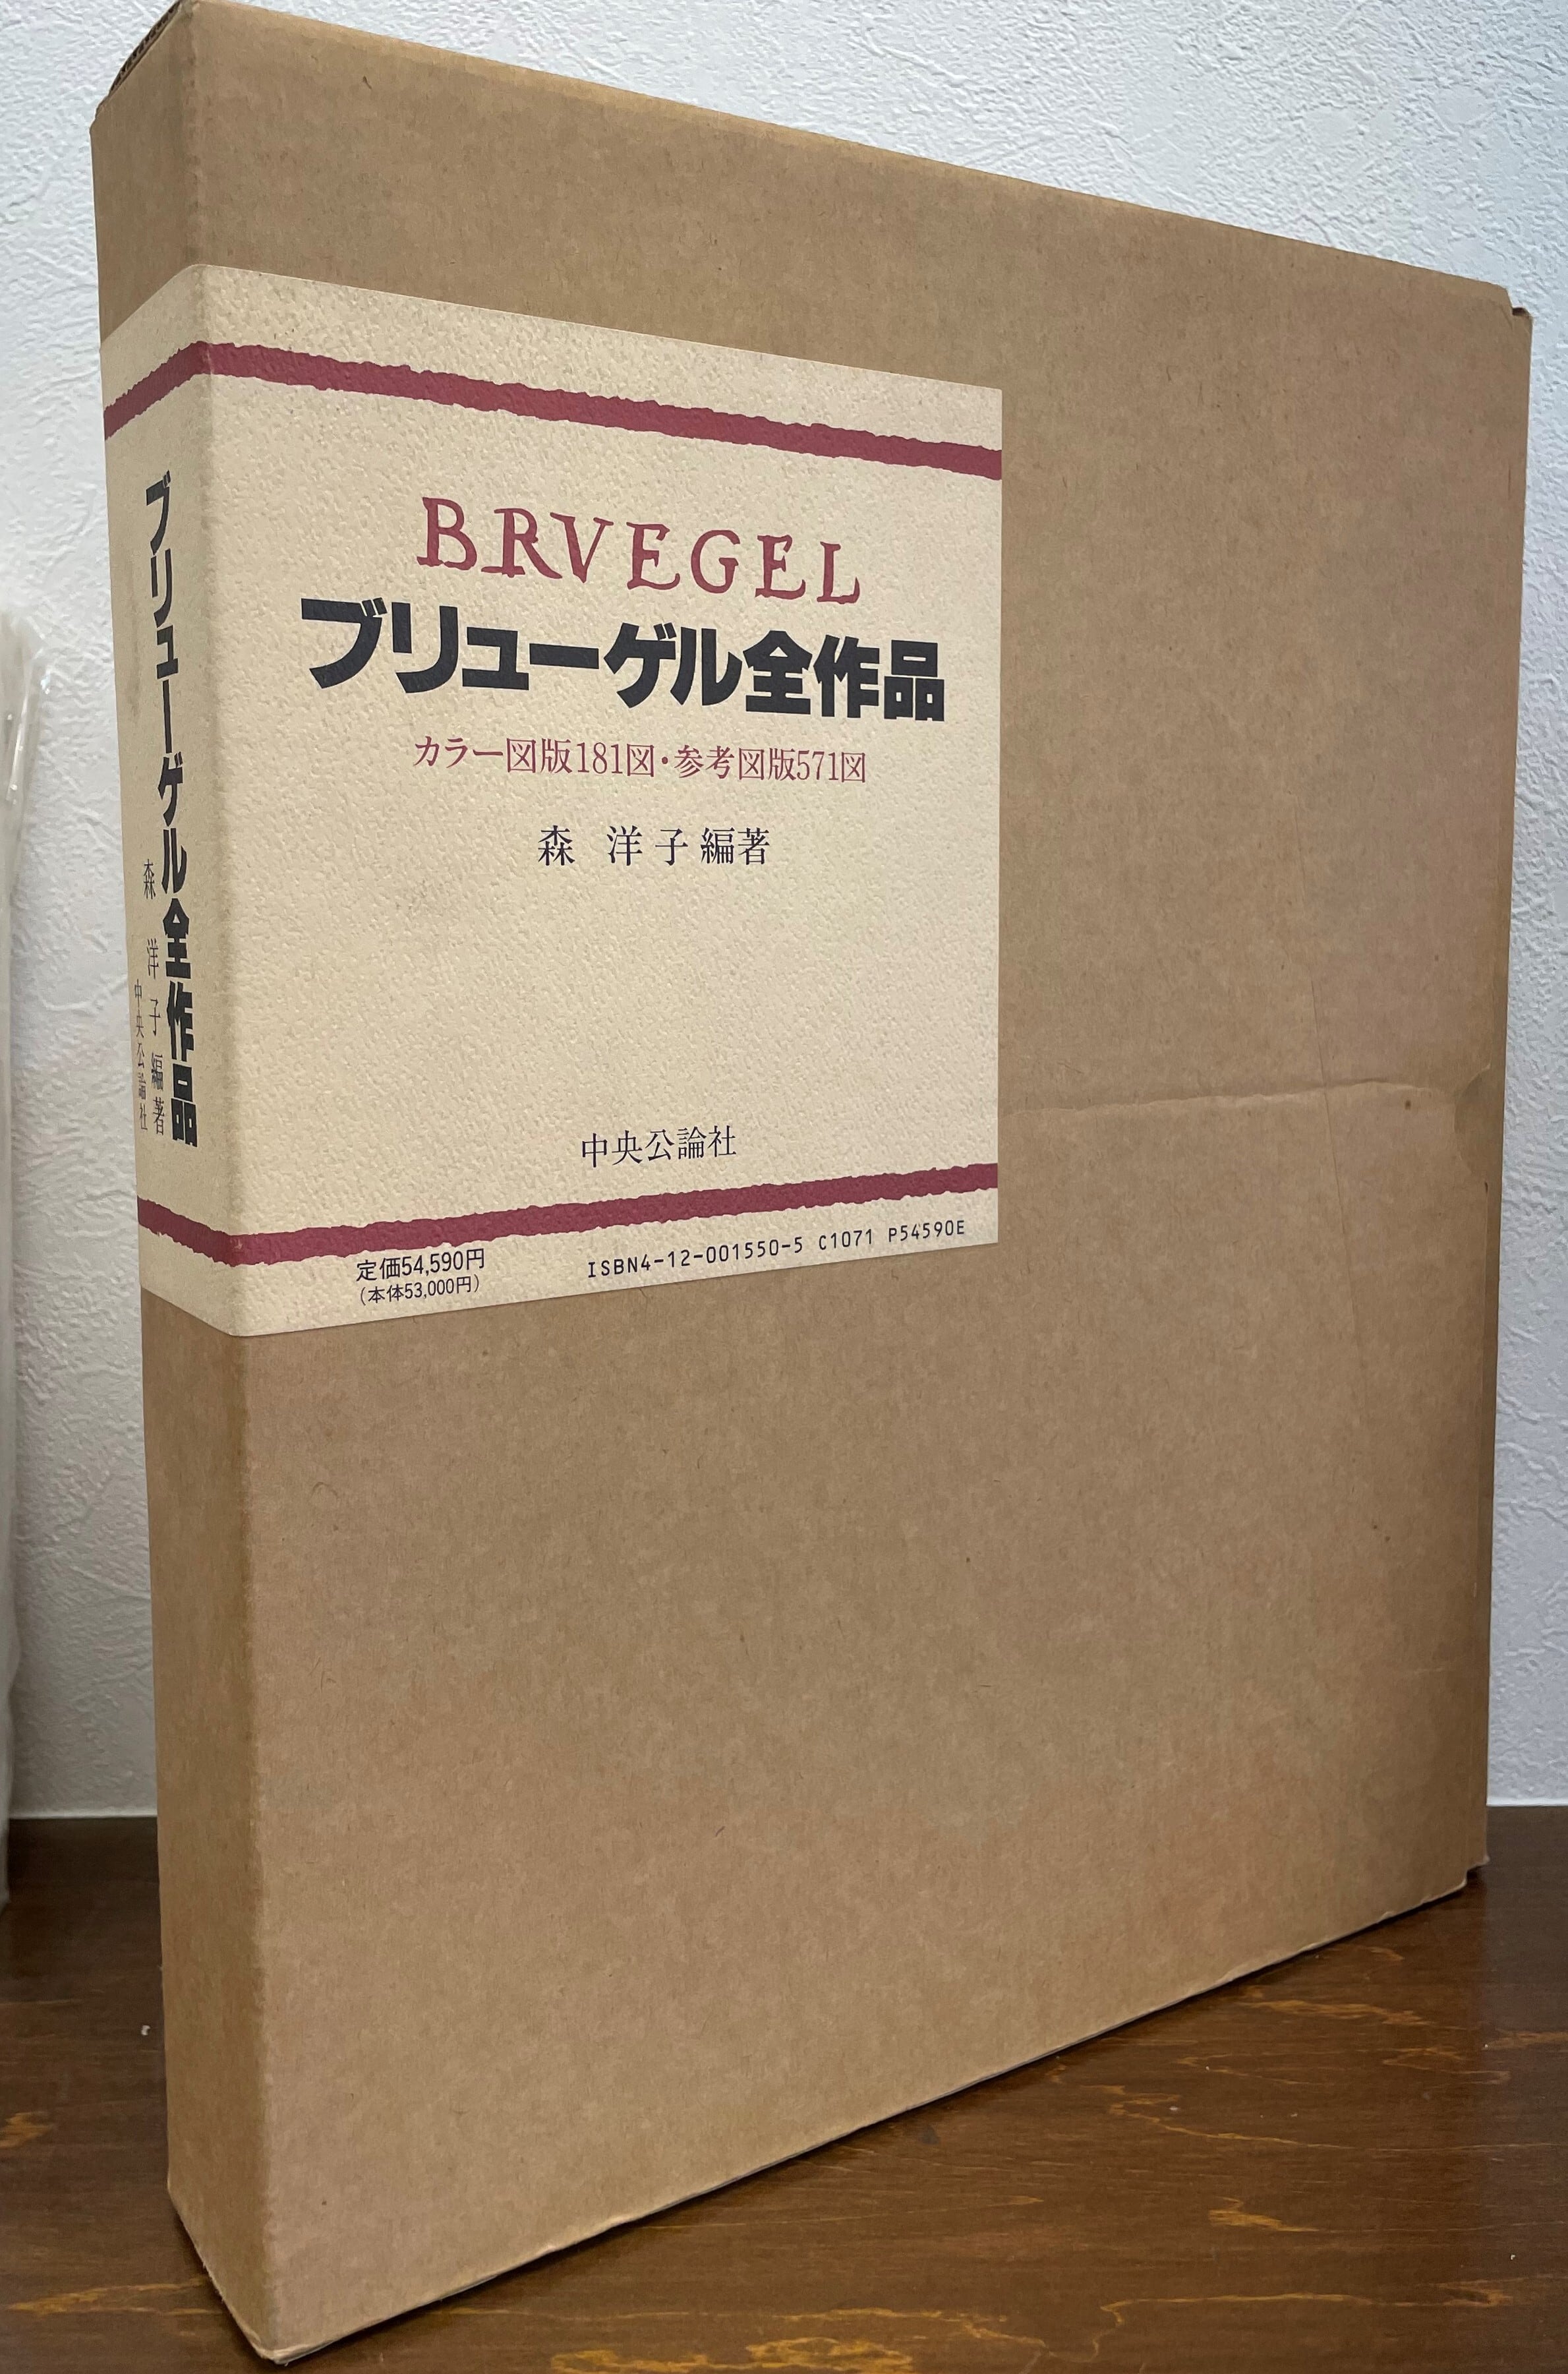 BRVEGEL
ブリューゲル全作品
カラー図版181図・参考図版571図
森 洋子編著
中央公論社
定価54,590円
(本体53,000円)
ISBN4-12-001550-5 C1071 P54590E
ブリューゲル全作品
森 洋子編著
中央公論社